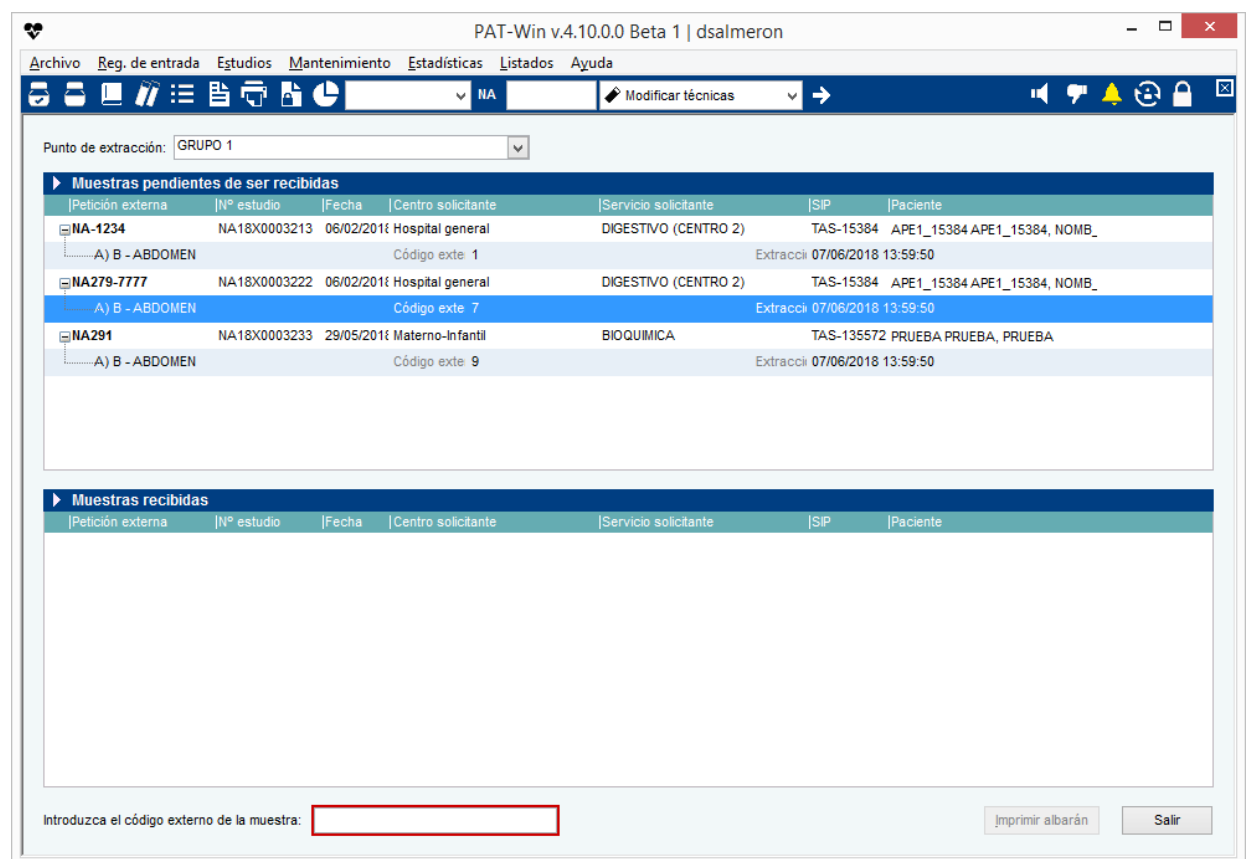 PAT-Win v.4.10.0.0 Beta 1 | dsalmeron
Archivo Reg. de entrada Estudios Mantenimiento Estadísticas Listados Ayuda
NA Modificar técnicas
Punto de extracción: GRUPO 1
Muestras pendientes de ser recibidas
|Petición externa |Nº estudio |Fecha |Centro solicitante |Servicio solicitante |SIP |Paciente
NA-1234 NA18X0003213 06/02/2018 Hospital general DIGESTIVO (CENTRO 2) TAS-15384 APE1_15384 APE1_15384, NOMB_
A) B - ABDOMEN Código exte 1 Extracci 07/06/2018 13:59:50
NA279-7777 NA18X0003222 06/02/2018 Hospital general DIGESTIVO (CENTRO 2) TAS-15384 APE1_15384 APE1_15384, NOMB_
A) B - ABDOMEN Código exte 7 Extracci 07/06/2018 13:59:50
NA291 NA18X0003233 29/05/2018 Materno-Infantil BIOQUIMICA TAS-135572 PRUEBA PRUEBA, PRUEBA
A) B - ABDOMEN Código exte 9 Extracci 07/06/2018 13:59:50
Muestras recibidas
|Petición externa |Nº estudio |Fecha |Centro solicitante |Servicio solicitante |SIP |Paciente
Introduzca el código externo de la muestra: Imprimir albarán Salir